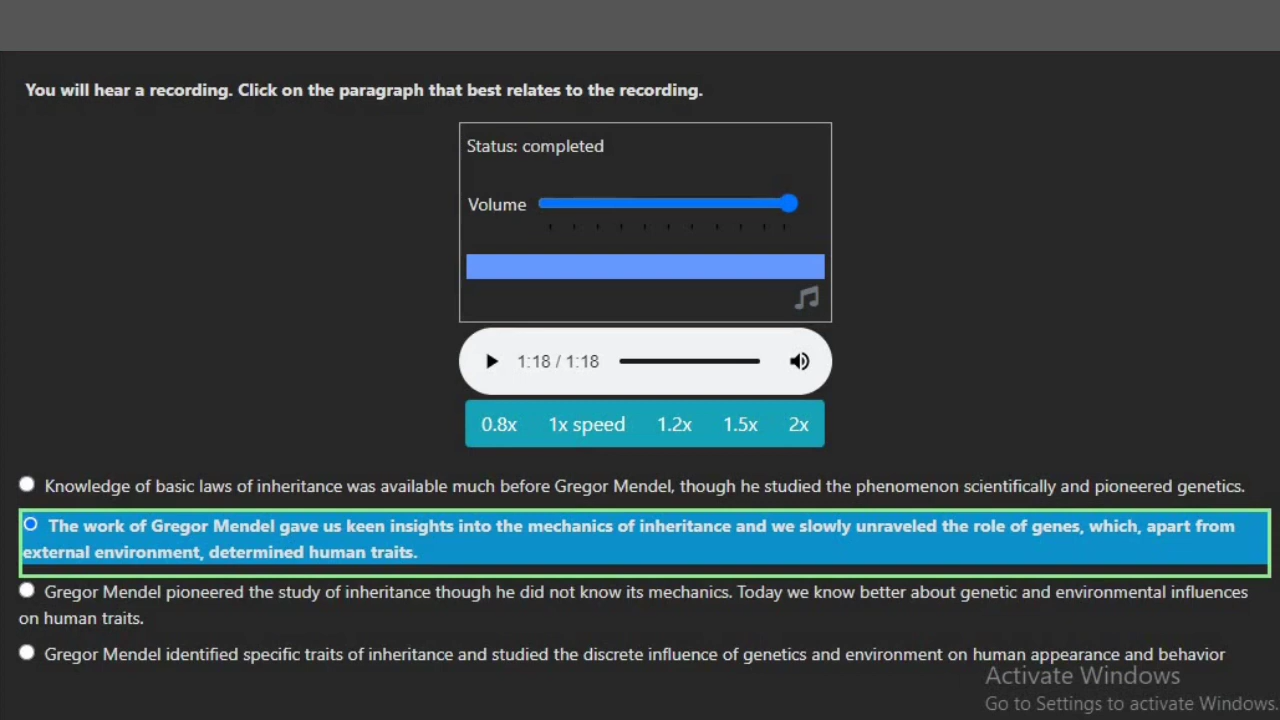 You will hear a recording. Click on the paragraph that best relates to the recording.
Status: completed
Volume
1:18 / 1:18
0.8x 1x speed 1.2x 1.5x 2x
Knowledge of basic laws of inheritance was available much before Gregor Mendel, though he studied the phenomenon scientifically and pioneered genetics.
The work of Gregor Mendel gave us keen insights into the mechanics of inheritance and we slowly unraveled the role of genes, which, apart from
external environment, determined human traits.
Gregor Mendel pioneered the study of inheritance though he did not know its mechanics. Today we know better about genetic and environmental influences
on human traits.
Gregor Mendel identified specific traits of inheritance and studied the discrete influence of genetics and environment on human appearance and behavior
Activate Windows
Go to Settings to activate Windows.